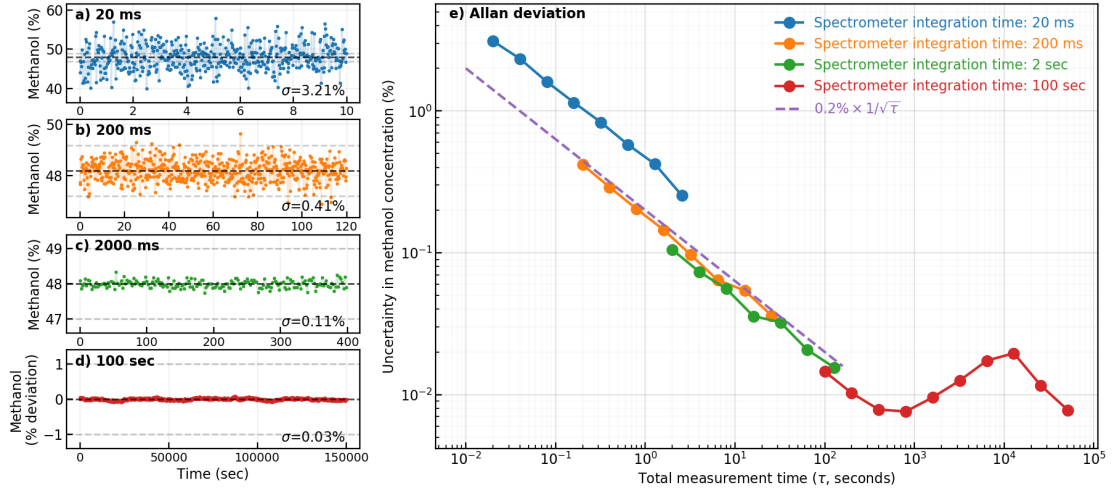 a) 20 ms
60
50
40
Methanol (%)
σ=3.21%
0 2 4 6 8 10
b) 200 ms
50
48
Methanol (%)
σ=0.41%
0 20 40 60 80 100 120
c) 2000 ms
49
48
47
Methanol (%)
σ=0.11%
0 100 200 300 400
d) 100 sec
1
0
−1
Methanol
(% deviation)
σ=0.03%
0 50000 100000 150000
Time (sec)
e) Allan deviation
Spectrometer integration time: 20 ms
Spectrometer integration time: 200 ms
Spectrometer integration time: 2 sec
Spectrometer integration time: 100 sec
0.2% × 1/√τ
Uncertainty in methanol concentration (%)
10⁰
10⁻¹
10⁻²
10⁻² 10⁻¹ 10⁰ 10¹ 10² 10³ 10⁴ 10⁵
Total measurement time (τ, seconds)